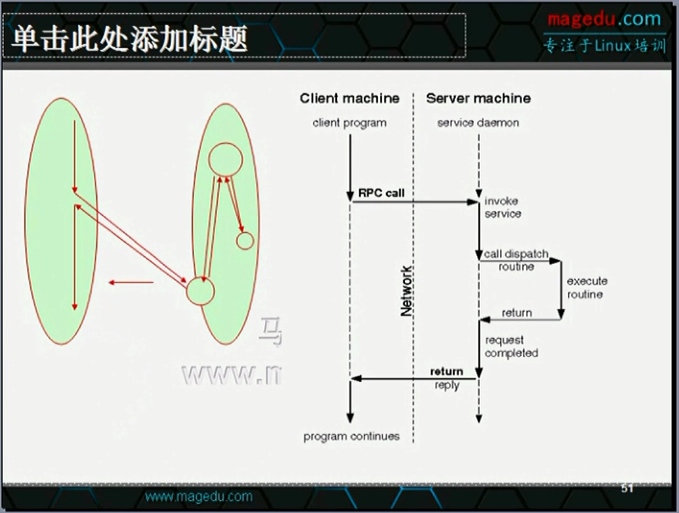 单击此处添加标题
magedu.com
专注于Linux培训
Client machine
Server machine
client program
service daemon
RPC call
invoke
service
call dispatch
routine
execute
routine
Network
return
request
completed
return
reply
program continues
www.m
www.magedu.com
51